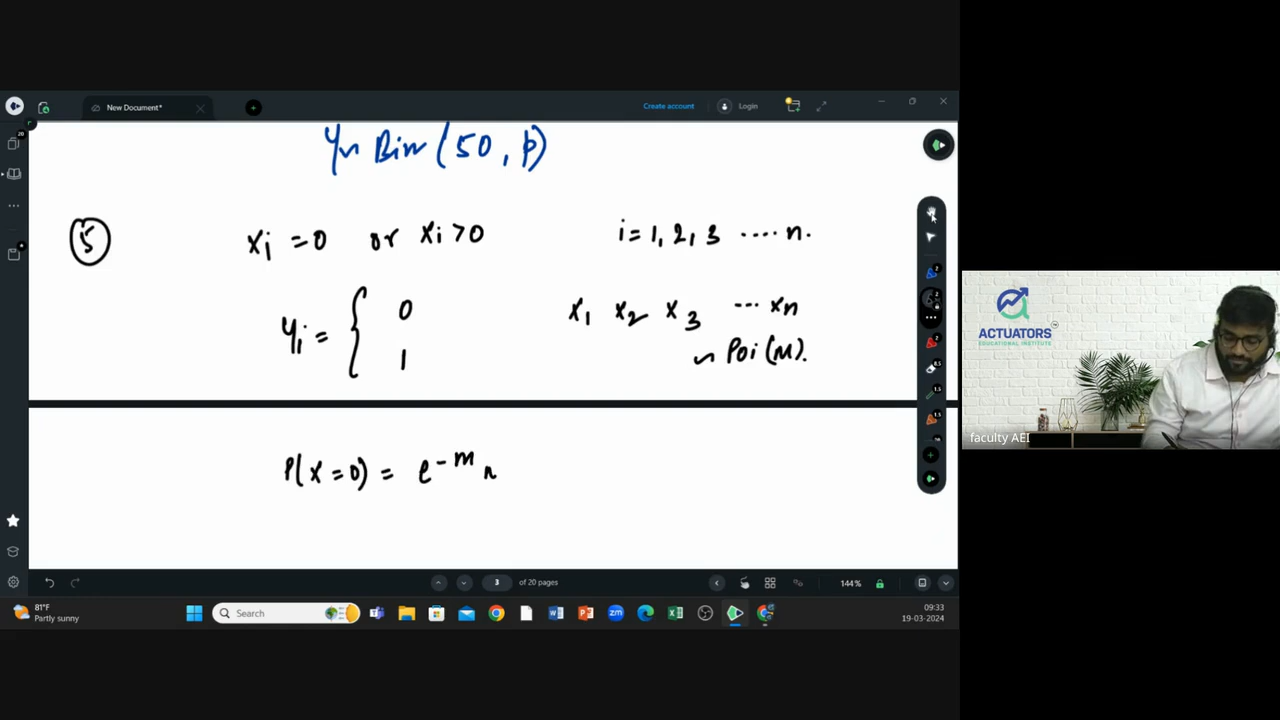 New Document*
Create account
Login
Y ~ Bin (50, p)
5
Xi = 0 or Xi > 0 i = 1, 2, 3 .... n.
Yi = { 0
1
X1 X2 X3 ... Xn
~ Poi (M).
P(X = 0) = e^-M
ACTUATORS
EDUCATIONAL INSTITUTE
faculty AEI
3 of 20 pages
144%
81°F
Partly sunny
Search
09:33
19-03-2024